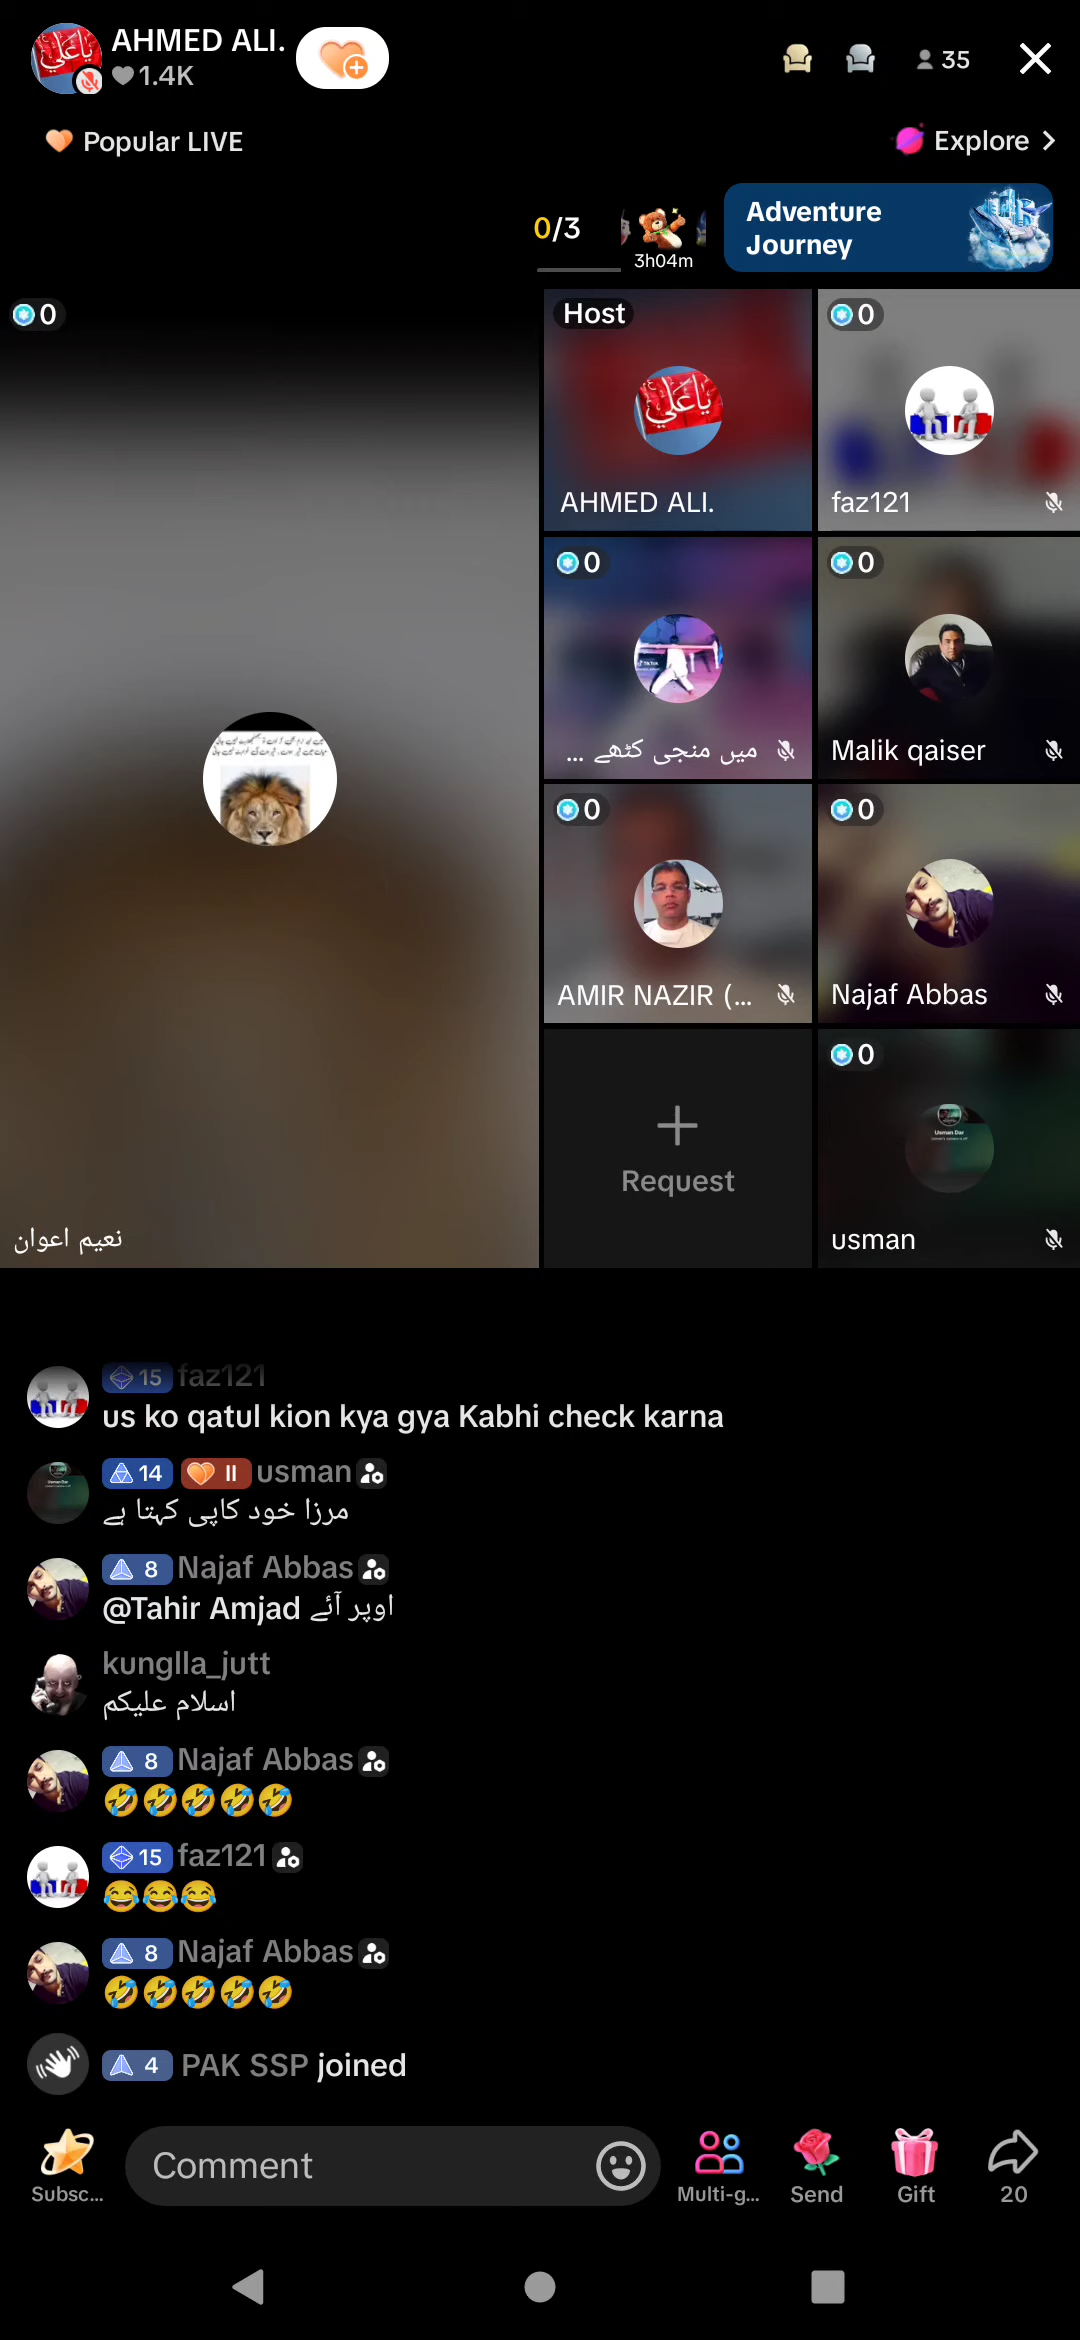 AHMED ALI.
1.4K
35
Popular LIVE
Explore
0/3
3h04m
Adventure
Journey
0
Host
یاعلی
AHMED ALI.
0
faz121
0
... میں منجی کٹھے
0
Malik qaiser
0
AMIR NAZIR (...
0
Najaf Abbas
Request
0
Usman Dar
usman
نعیم اعوان
15 faz121
us ko qatul kion kya gya Kabhi check karna
14 II usman
مرزا خود کاپی کہتا ہے
8 Najaf Abbas
@Tahir Amjad اوپر آئے
kunglla_jutt
اسلام علیکم
8 Najaf Abbas
🤣🤣🤣🤣🤣
15 faz121
😂😂😂
8 Najaf Abbas
🤣🤣🤣🤣🤣
4 PAK SSP joined
Comment
Subsc...
Multi-g...
Send
Gift
20